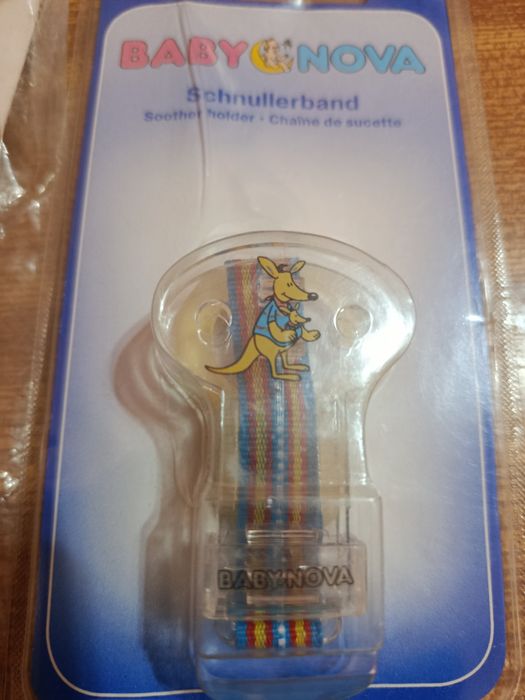 BABY NOVA
Schnullerband
Soother holder • Chaîne de sucette
BABY NOVA